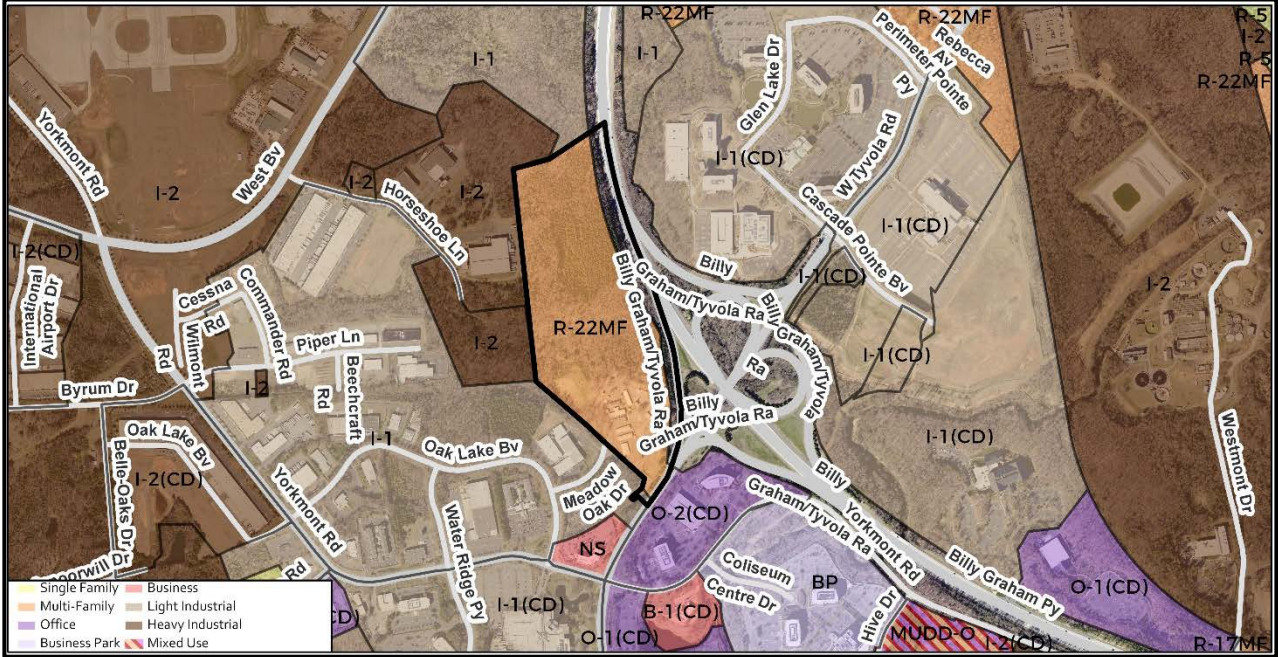 R-22MF
R-22MF
R-5
I-2
R-5
R-22MF
I-1
I-1
Rebecca
Av
Perimeter Pointe
Py
Glen Lake Dr
W Tyvola Rd
I-1(CD)
Yorkmont Rd
I-2
West Bv
I-2
I-2
Horseshoe Ln
Cascade Pointe Bv
I-1(CD)
I-2(CD)
International
Airport Dr
Billy
Graham/Tyvola Ra
I-1(CD)
I-2
Cessna
Rd
Commander Rd
Wilmont
Rd
Billy Graham/Tyvola Ra
Billy Graham/Tyvola
Ra
R-22MF
I-2
Piper Ln
Beechcraft
Rd
I-2
I-1(CD)
Byrum Dr
Billy
Graham/Tyvola Ra
Westmont Dr
I-1
Oak Lake Bv
Oak Lake Bv
Belle-Oaks Dr
I-2(CD)
I-1(CD)
Meadow
Oak Dr
Yorkmont Rd
Water Ridge Py
Billy
Graham/Tyvola Ra
Yorkmont Rd
Billy Graham Py
O-2(CD)
NS
Coliseum
Centre Dr
BP
O-1(CD)
B-1(CD)
I-1(CD)
O-1(CD)
Hive Dr
MUDD-O
I-2(CD)
R-17MF
oorwill Dr
Rd
CD)
Single Family
Business
Multi-Family
Light Industrial
Office
Heavy Industrial
Business Park
Mixed Use